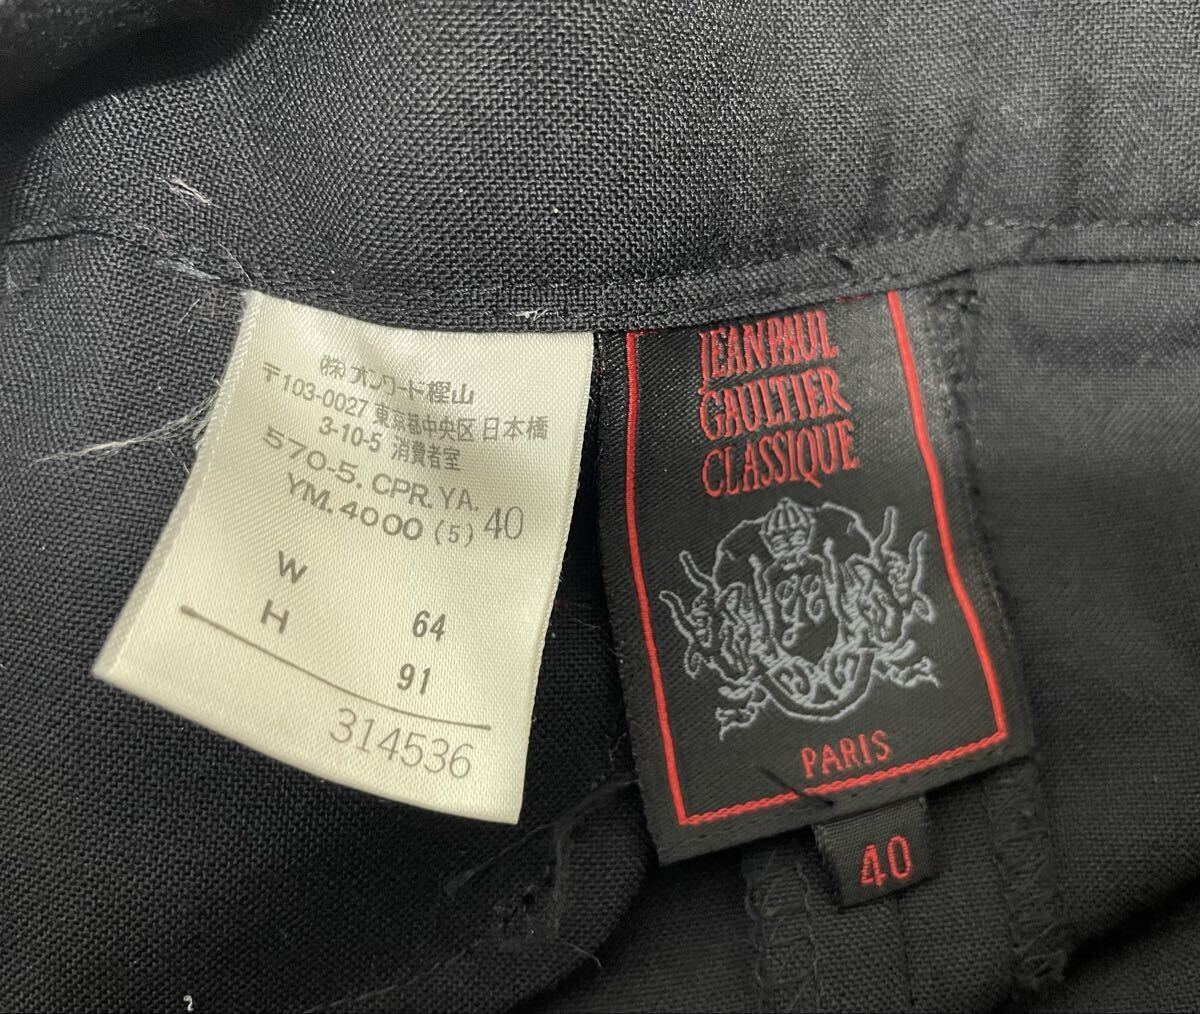 ㈱オンワード樫山
〒103-0027 東京都中央区日本橋
3-10-5 消費者室
570-5. CPR. YA.
YM. 4000 (5) 40
W 64
H 91
314536
JEAN PAUL
GAULTIER
CLASSIQUE
PARIS
40